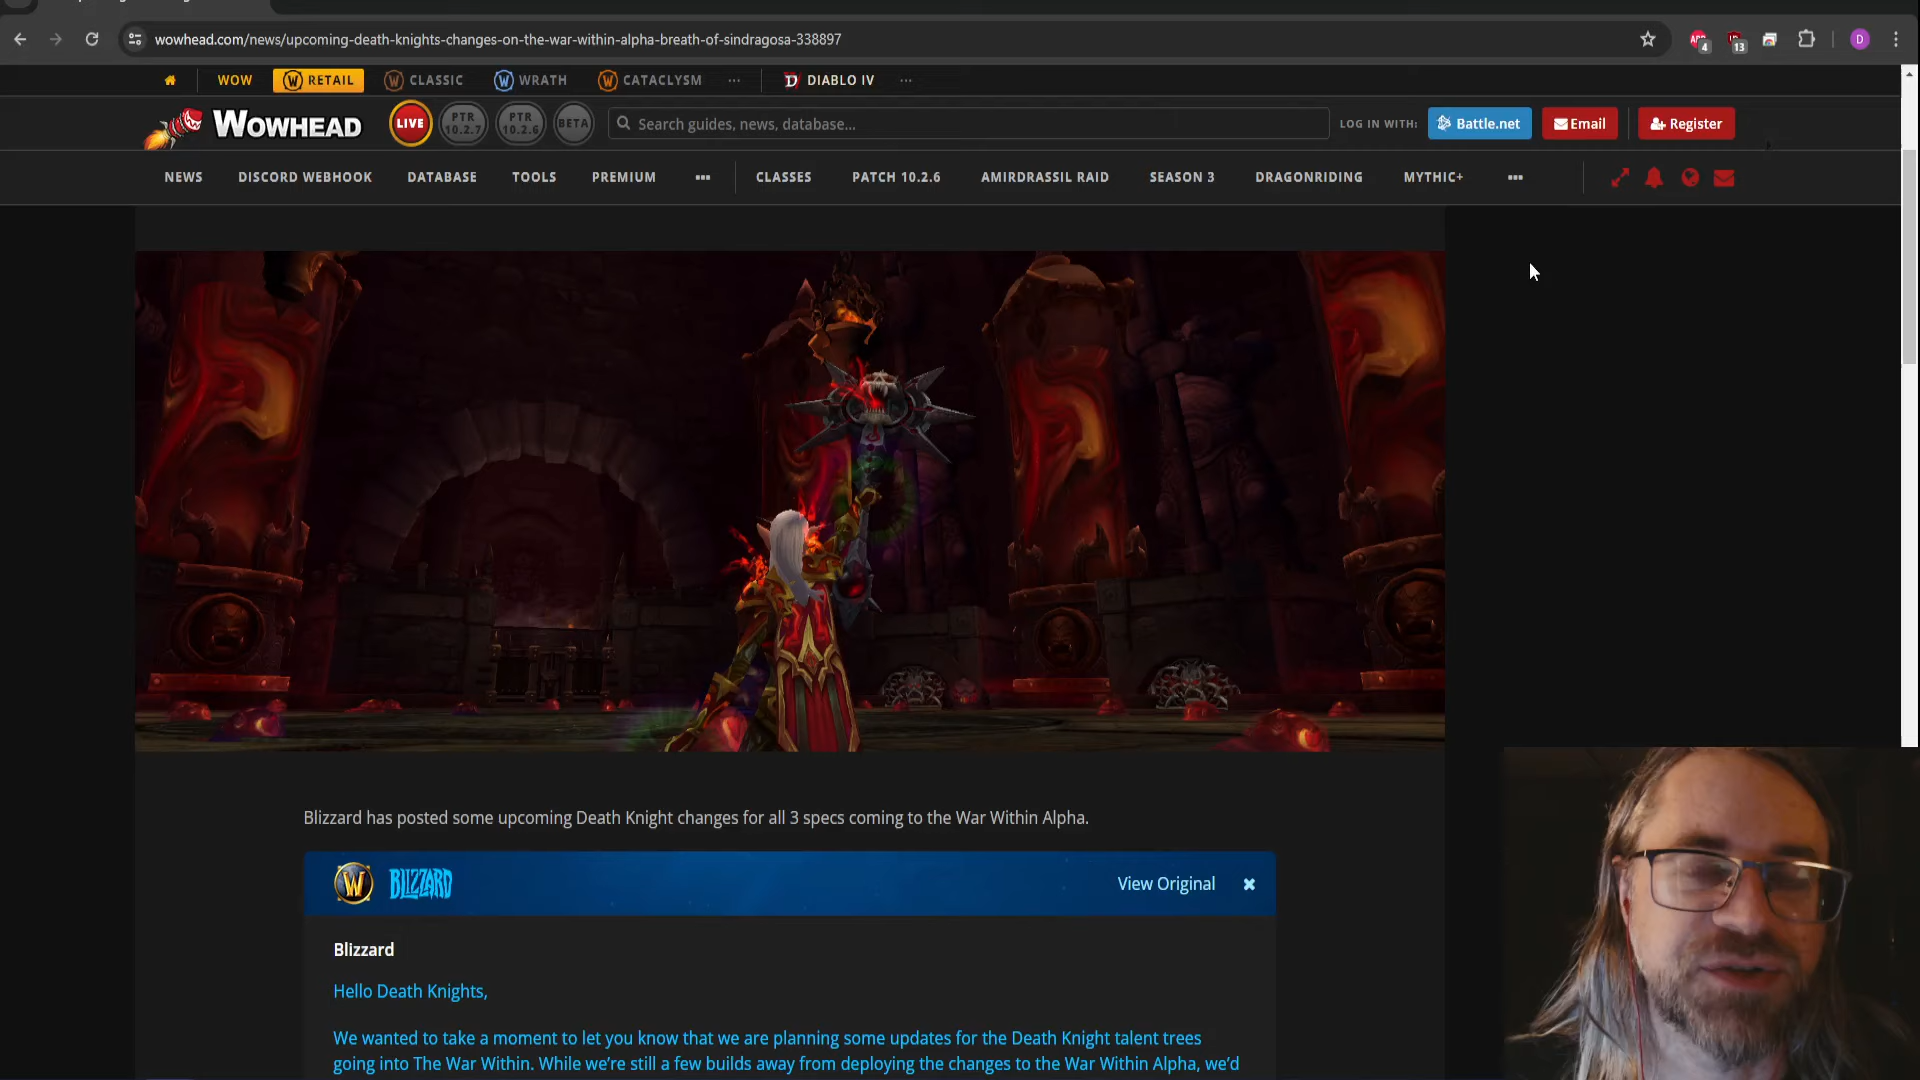 wowhead.com/news/upcoming-death-knights-changes-on-the-war-within-alpha-breath-of-sindragosa-338897
4
13
D
WOW
RETAIL
CLASSIC
WRATH
CATACLYSM
DIABLO IV
WOWHEAD
LIVE
PTR 10.2.7
PTR 10.2.6
BETA
Search guides, news, database...
LOG IN WITH:
Battle.net
Email
Register
NEWS
DISCORD WEBHOOK
DATABASE
TOOLS
PREMIUM
CLASSES
PATCH 10.2.6
AMIRDRASSIL RAID
SEASON 3
DRAGONRIDING
MYTHIC+
Blizzard has posted some upcoming Death Knight changes for all 3 specs coming to the War Within Alpha.
BLIZZARD
View Original
Blizzard
Hello Death Knights,
We wanted to take a moment to let you know that we are planning some updates for the Death Knight talent trees
going into The War Within. While we're still a few builds away from deploying the changes to the War Within Alpha, we'd